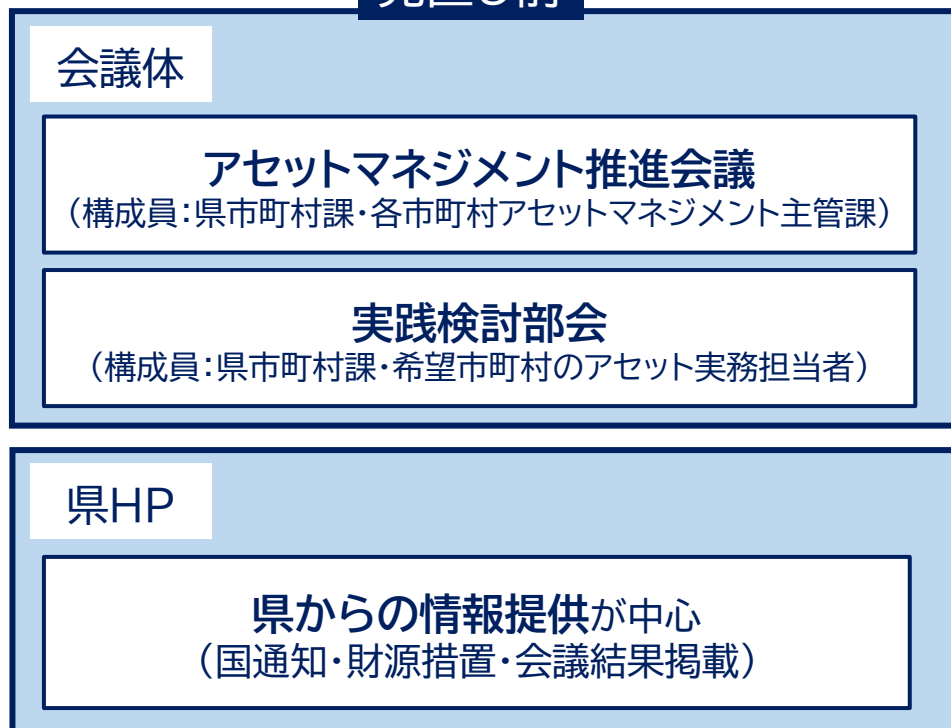 見直し前
会議体
アセットマネジメント推進会議
（構成員：県市町村課・各市町村アセットマネジメント主管課）
実践検討部会
（構成員：県市町村課・希望市町村のアセット実務担当者）
県HP
県からの情報提供が中心
（国通知・財源措置・会議結果掲載）